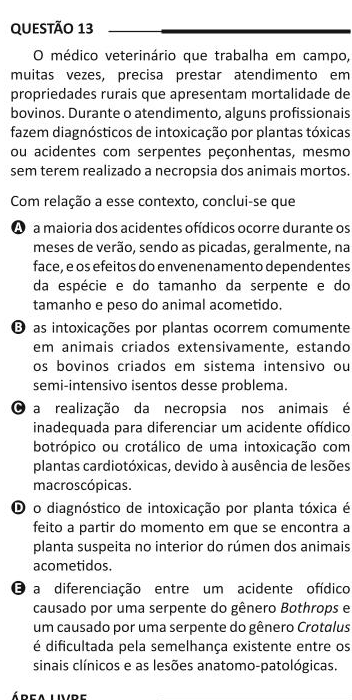 QUESTÃO 13
O médico veterinário que trabalha em campo,
muitas vezes, precisa prestar atendimento em
propriedades rurais que apresentam mortalidade de
bovinos. Durante o atendimento, alguns profissionais
fazem diagnósticos de intoxicação por plantas tóxicas
ou acidentes com serpentes peçonhentas, mesmo
sem terem realizado a necropsia dos animais mortos.
Com relação a esse contexto, conclui-se que
A a maioria dos acidentes ofídicos ocorre durante os
meses de verão, sendo as picadas, geralmente, na
face, e os efeitos do envenenamento dependentes
da espécie e do tamanho da serpente e do
tamanho e peso do animal acometido.
B as intoxicações por plantas ocorrem comumente
em animais criados extensivamente, estando
os bovinos criados em sistema intensivo ou
semi-intensivo isentos desse problema.
C a realização da necropsia nos animais é
inadequada para diferenciar um acidente ofídico
botrópico ou crotálico de uma intoxicação com
plantas cardiotóxicas, devido à ausência de lesões
macroscópicas.
D o diagnóstico de intoxicação por planta tóxica é
feito a partir do momento em que se encontra a
planta suspeita no interior do rúmen dos animais
acometidos.
E a diferenciação entre um acidente ofídico
causado por uma serpente do gênero Bothrops e
um causado por uma serpente do gênero Crotalus
é dificultada pela semelhança existente entre os
sinais clínicos e as lesões anatomo-patológicas.
ÁREA LIVRE